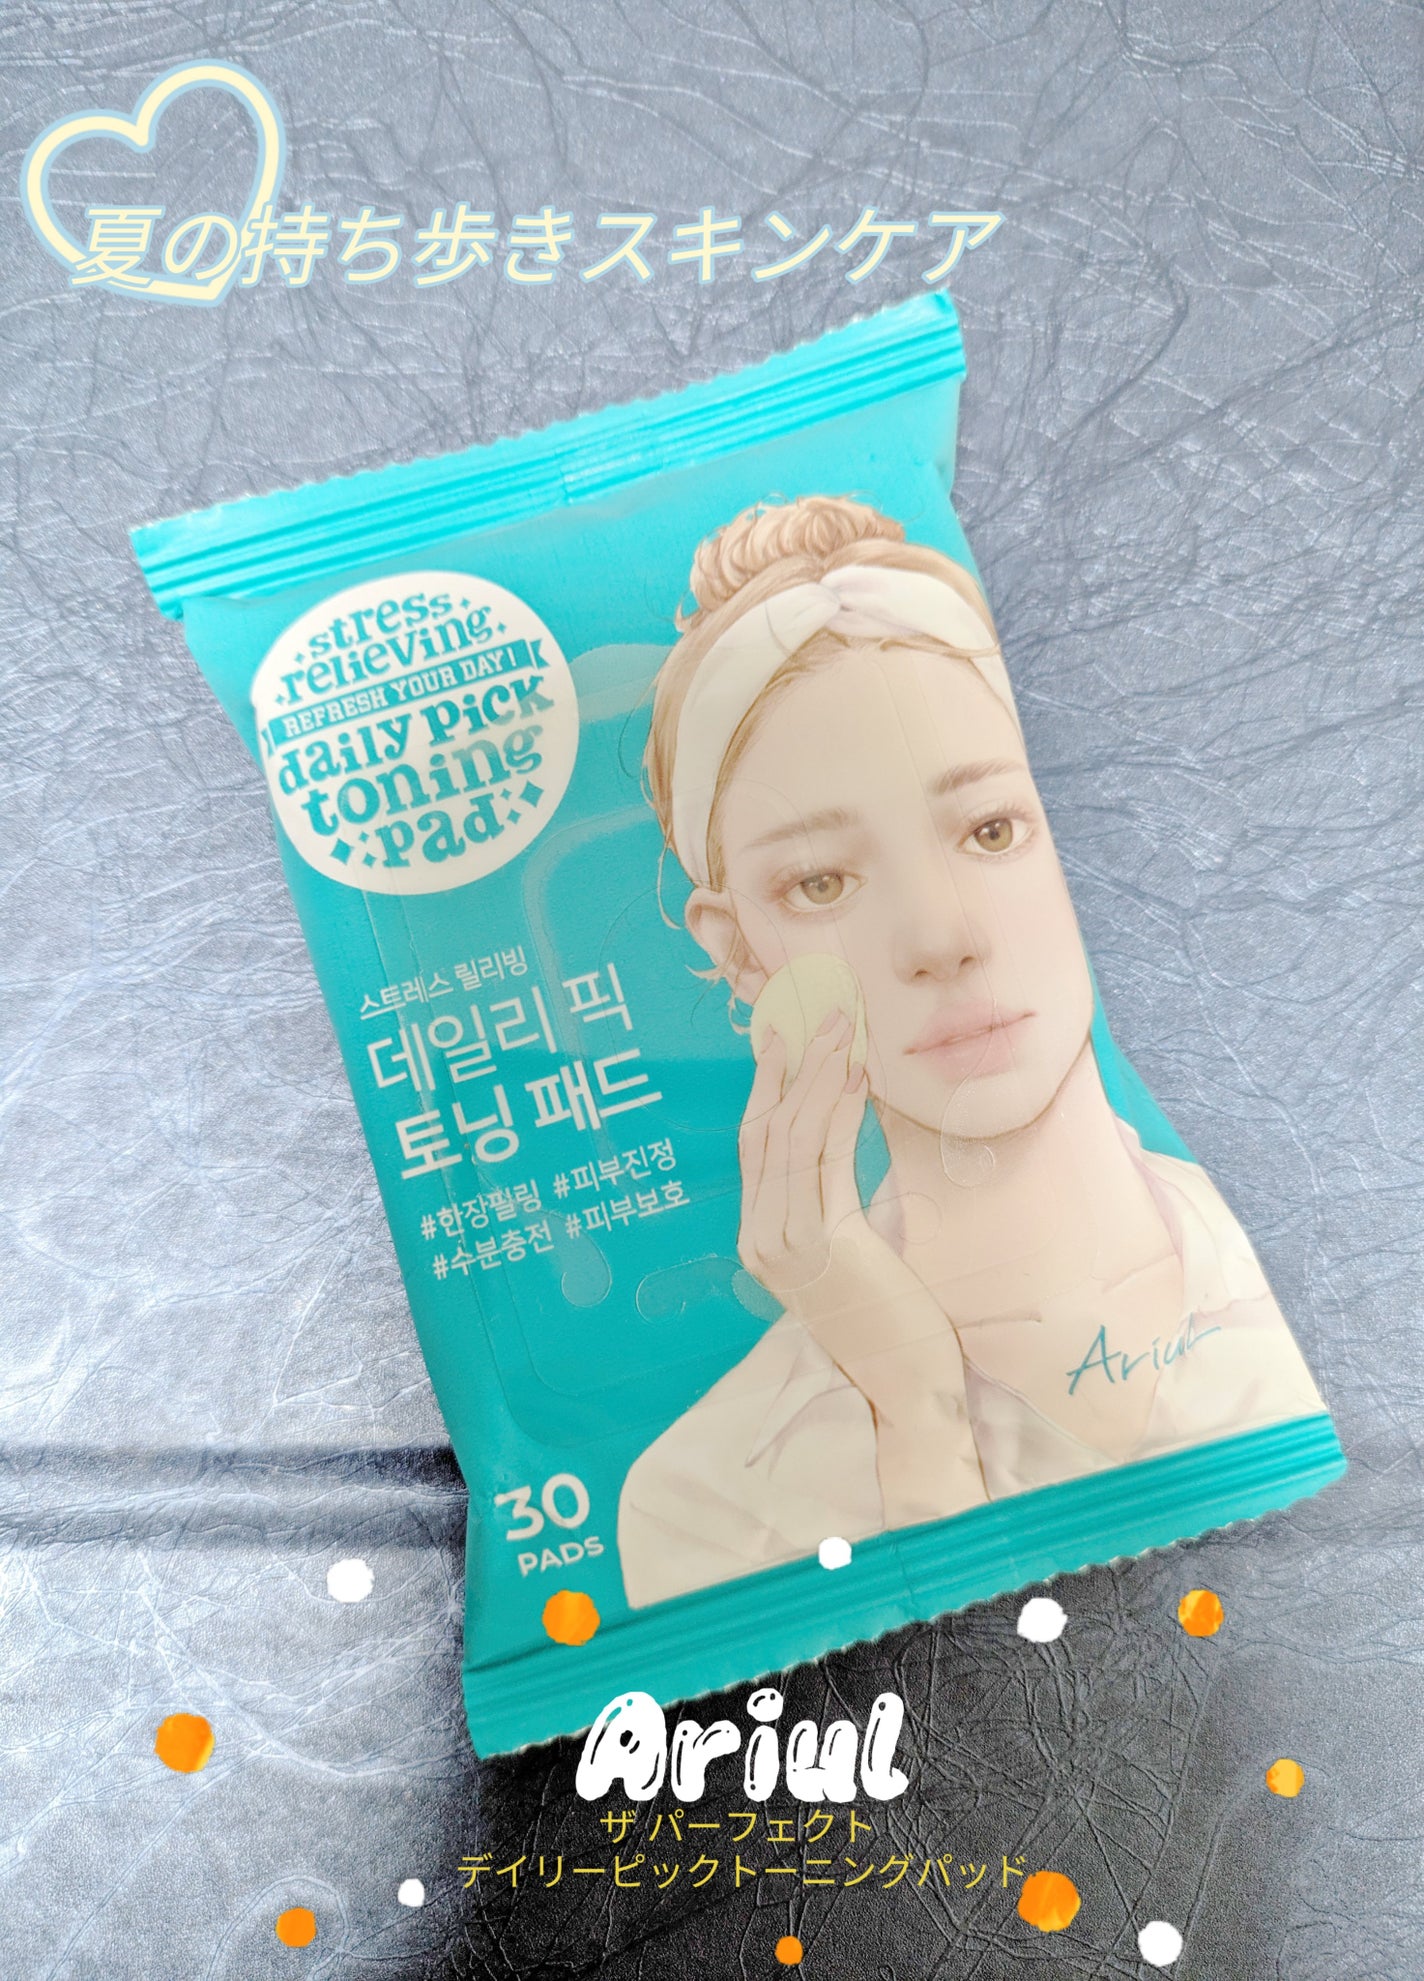 夏の持ち歩きスキンケア
stress
relieving
REFRESH YOUR DAY!
daily pick
toning
pad
스트레스 릴리빙
데일리 픽
토닝 패드
#한장필링 #피부진정
#수분충전 #피부보호
Ariul
30
PADS
Ariul
ザ パーフェクト
デイリーピックトーニングパッド